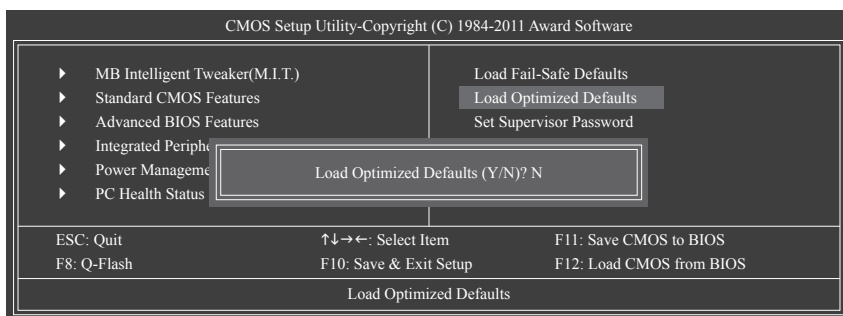 CMOS Setup Utility-Copyright (C) 1984-2011 Award Software
MB Intelligent Tweaker(M.I.T.)
Standard CMOS Features
Advanced BIOS Features
Integrated Periphe
Power Manageme
PC Health Status
Load Fail-Safe Defaults
Load Optimized Defaults
Set Supervisor Password
Load Optimized Defaults (Y/N)? N
ESC: Quit
↑↓→←: Select Item
F11: Save CMOS to BIOS
F8: Q-Flash
F10: Save & Exit Setup
F12: Load CMOS from BIOS
Load Optimized Defaults